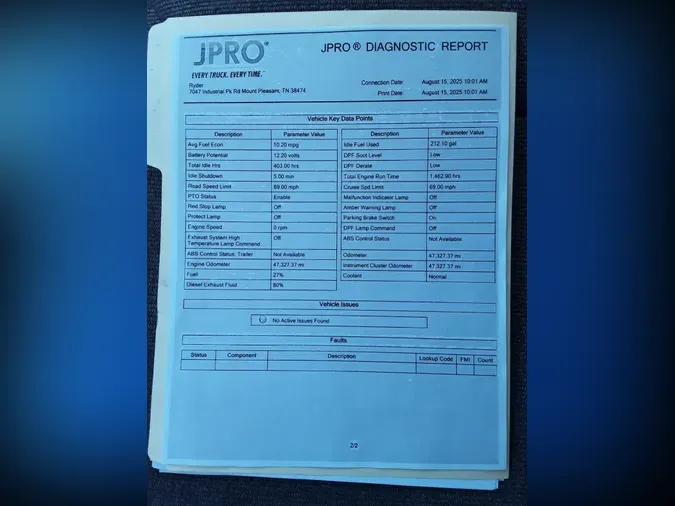 JPRO®
JPRO ® DIAGNOSTIC REPORT
EVERY TRUCK. EVERY TIME.™
Ryder
7047 Industrial Pk Rd Mount Pleasant, TN 38474
Connection Date: August 15, 2025 10:01 AM
Print Date: August 15, 2025 10:01 AM
Vehicle Key Data Points
Description Parameter Value Description Parameter Value
Avg Fuel Econ 10.20 mpg Idle Fuel Used 212.10 gal
Battery Potential 12.20 volts DPF Soot Level Low
Total Idle Hrs 403.00 hrs DPF Derate Low
Idle Shutdown 5.00 min Total Engine Run Time 1,462.90 hrs
Road Speed Limit 69.00 mph Cruise Spd Limit 69.00 mph
PTO Status Enable Malfunction Indicator Lamp Off
Red Stop Lamp Off Amber Warning Lamp Off
Protect Lamp Off Parking Brake Switch On
Engine Speed 0 rpm DPF Lamp Command Off
Exhaust System High Temperature Lamp Command Off ABS Control Status Not Available
ABS Control Status, Trailer Not Available Odometer 47,327.37 mi
Engine Odometer 47,327.37 mi Instrument Cluster Odometer 47,327.37 mi
Fuel 27% Coolant Normal
Diesel Exhaust Fluid 80%
Vehicle Issues
No Active Issues Found
Faults
Status Component Description Lookup Code FMI Count
2/2